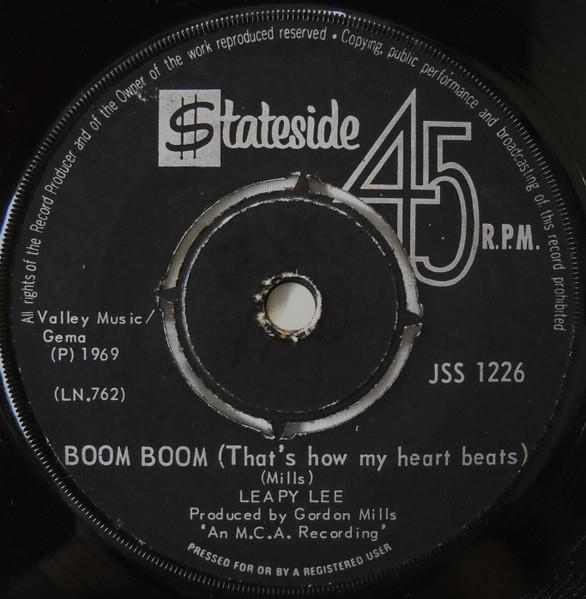 All rights of the Record Producer and of the Owner of the work reproduced reserved • Copying, public performance and broadcasting of this record prohibited
$tateside
45
R.P.M.
Valley Music/
Gema
(P) 1969
(LN.762)
JSS 1226
BOOM BOOM (That's how my heart beats)
(Mills)
LEAPY LEE
Produced by Gordon Mills
"An M.C.A. Recording"
PRESSED FOR OR BY A REGISTERED USER